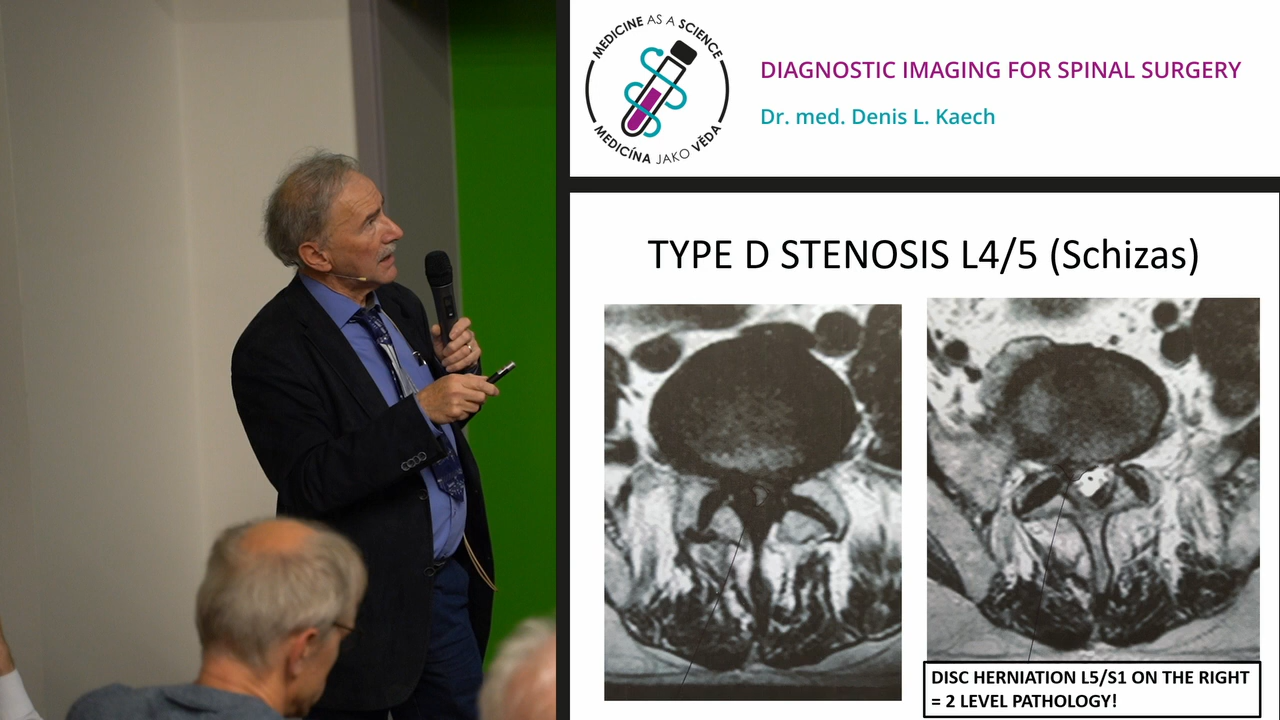 MEDICINE AS A SCIENCE
MEDICÍNA JAKO VĚDA
DIAGNOSTIC IMAGING FOR SPINAL SURGERY
Dr. med. Denis L. Kaech
TYPE D STENOSIS L4/5 (Schizas)
DISC HERNIATION L5/S1 ON THE RIGHT
= 2 LEVEL PATHOLOGY!